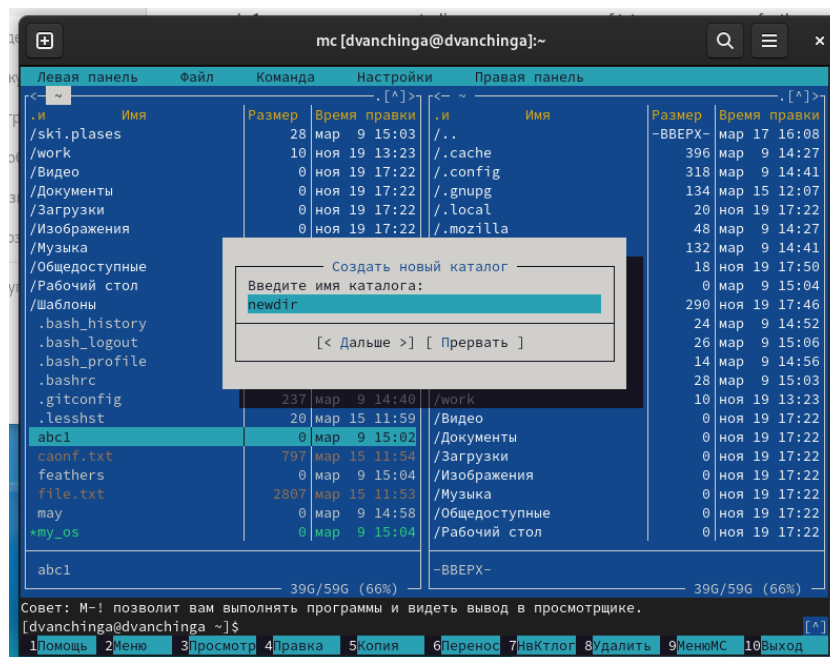 mc [dvanchinga@dvanchinga]:~
Левая панель Файл Команда Настройки Правая панель
<- ~ .[^]> <- ~ .[^]>
.и Имя Размер Время правки .и Имя Размер Время правки
/ski.plases 28 мар 9 15:03 /.. -ВВЕРХ- мар 17 16:08
/work 10 ноя 19 13:23 /.cache 396 мар 9 14:27
/Видео 0 ноя 19 17:22 /.config 318 мар 9 14:41
/Документы 0 ноя 19 17:22 /.gnupg 134 мар 15 12:07
/Загрузки 0 ноя 19 17:22 /.local 20 ноя 19 17:22
/Изображения 0 ноя 19 17:22 /.mozilla 48 мар 9 14:27
/Музыка 132 мар 9 14:41
/Общедоступные 18 ноя 19 17:50
/Рабочий стол 0 мар 9 15:04
/Шаблоны 290 ноя 19 17:46
.bash_history 24 мар 9 14:52
.bash_logout 26 мар 9 15:06
.bash_profile 14 мар 9 14:56
.bashrc 28 мар 9 15:03
Создать новый каталог
Введите имя каталога:
newdir
[< Дальше >] [ Прервать ]
.gitconfig 237 мар 9 14:40 /work 10 ноя 19 13:23
.lesshst 20 мар 15 11:59 /Видео 0 ноя 19 17:22
abc1 0 мар 9 15:02 /Документы 0 ноя 19 17:22
caonf.txt 797 мар 15 11:54 /Загрузки 0 ноя 19 17:22
feathers 0 мар 9 15:04 /Изображения 0 ноя 19 17:22
file.txt 2807 мар 15 11:53 /Музыка 0 ноя 19 17:22
may 0 мар 9 14:58 /Общедоступные 0 ноя 19 17:22
*my_os 0 мар 9 15:04 /Рабочий стол 0 ноя 19 17:22
abc1 -ВВЕРХ-
39G/59G (66%) 39G/59G (66%)
Совет: M-! позволит вам выполнять программы и видеть вывод в просмотрщике.
[dvanchinga@dvanchinga ~]$ [^]
1Помощь 2Меню 3Просмотр 4Правка 5Копия 6Перенос 7НвКтлог 8Удалить 9МенюMC 10Выход